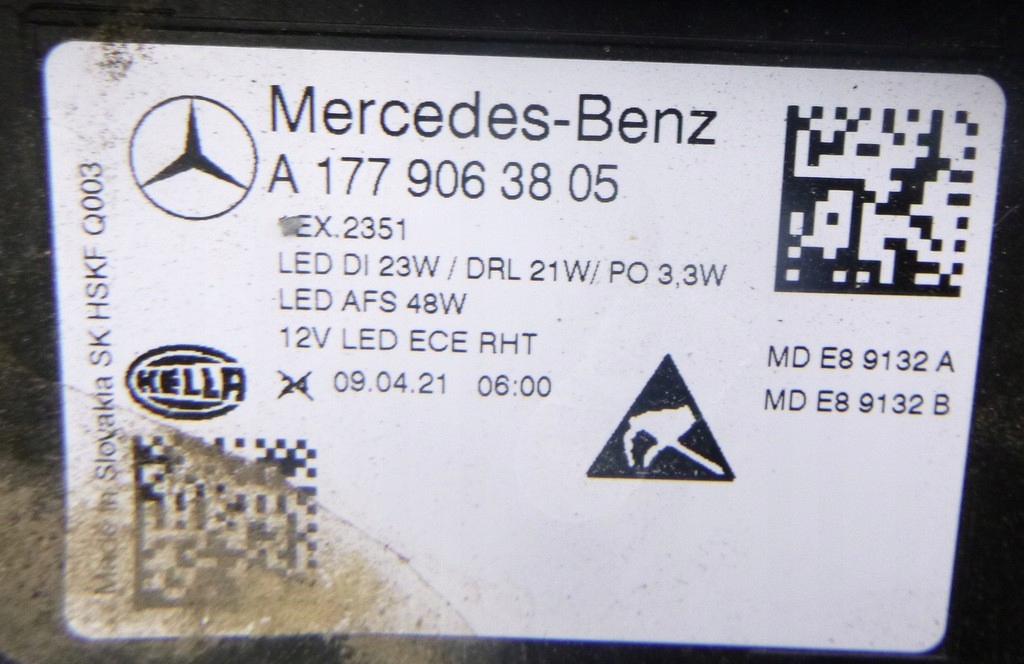 Mercedes-Benz
A 177 906 38 05
EX.2351
LED DI 23W / DRL 21W/ PO 3,3W
LED AFS 48W
12V LED ECE RHT
24 09.04.21 06:00
HELLA
MD E8 9132 A
MD E8 9132 B
Made in Slovakia SK HSKF Q003